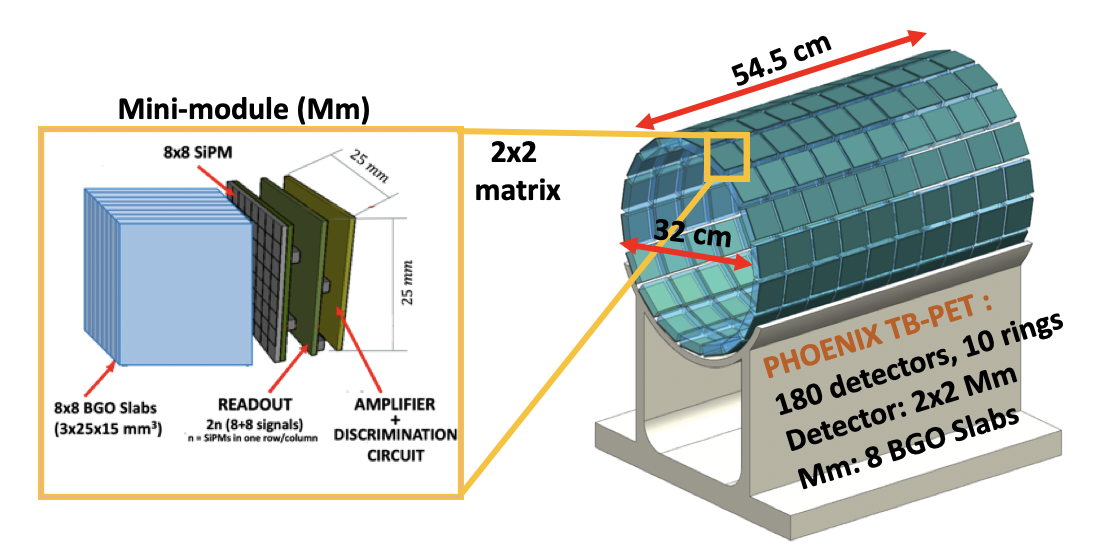 Mini-module (Mm)
8x8 SiPM
25 mm
25 mm
8x8 BGO Slabs
(3x25x15 mm³)
READOUT
2n (8+8 signals)
n = SiPMs in one row/column
AMPLIFIER
+
DISCRIMINATION
CIRCUIT
2x2
matrix
54.5 cm
32 cm
PHOENIX TB-PET :
180 detectors, 10 rings
Detector: 2x2 Mm
Mm: 8 BGO Slabs